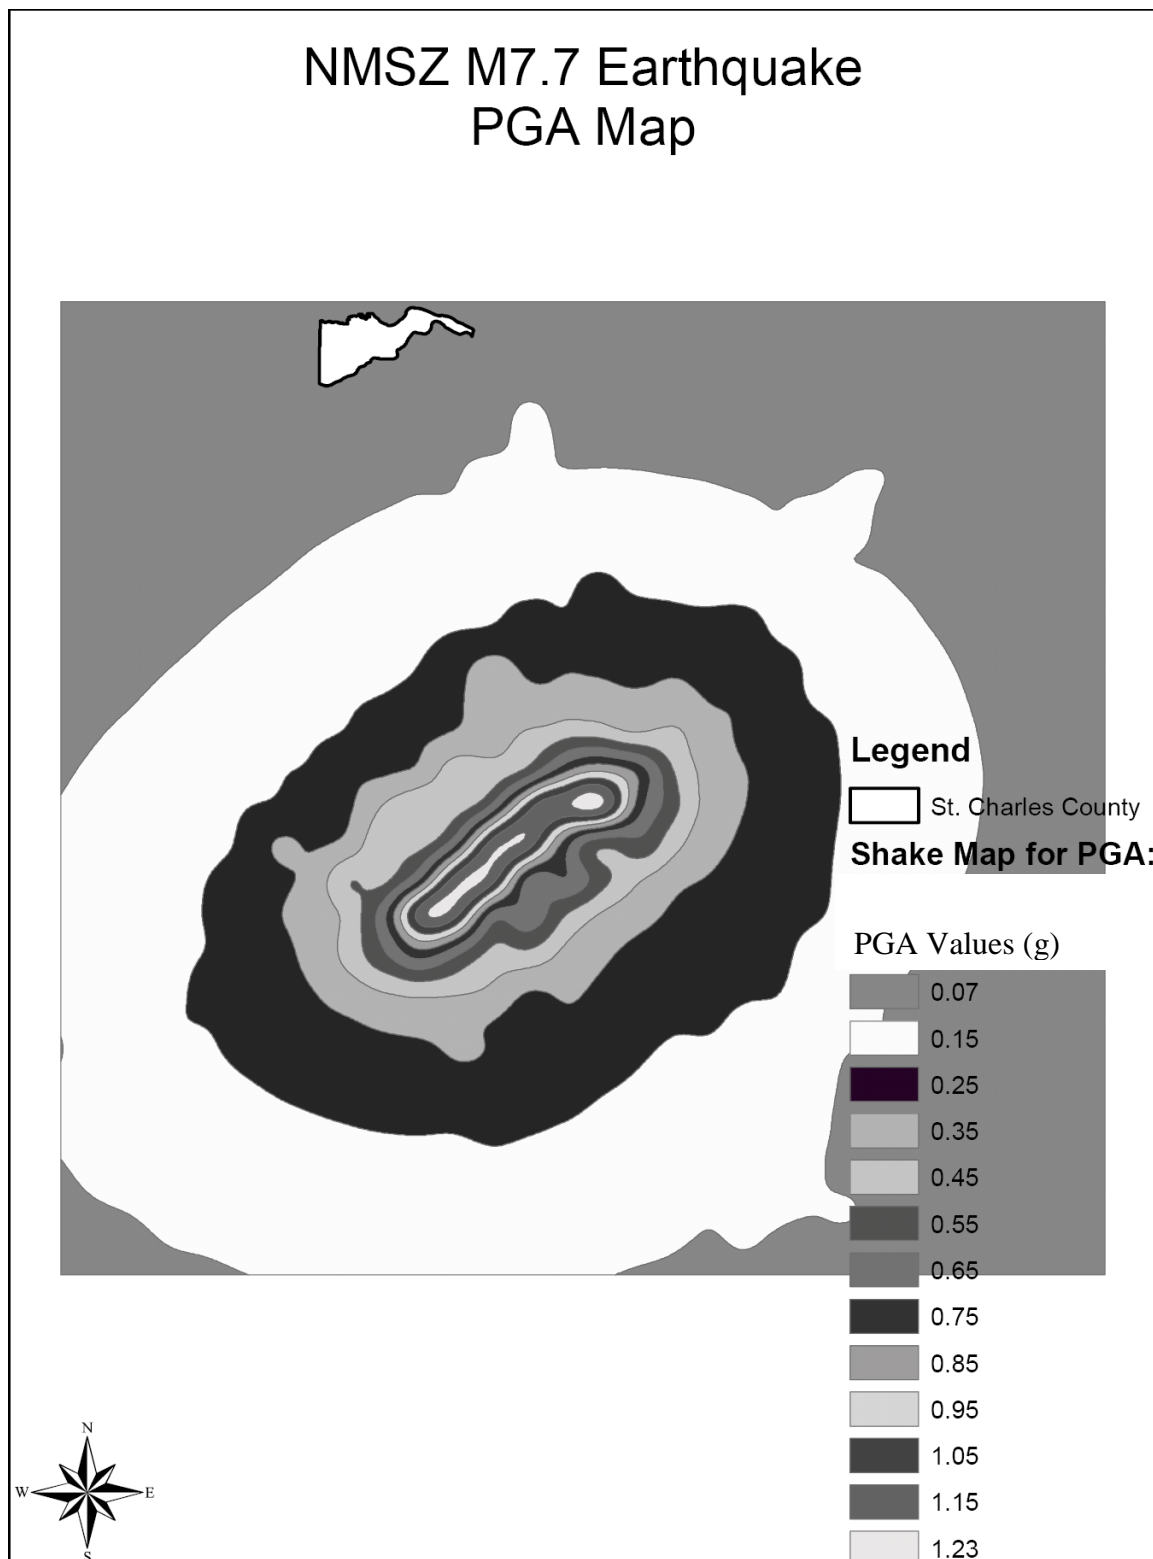 NMSZ M7.7 Earthquake
PGA Map
Legend
St. Charles County
Shake Map for PGA:
PGA Values (g)
0.07
0.15
0.25
0.35
0.45
0.55
0.65
0.75
0.85
0.95
1.05
1.15
1.23
N
W E
S